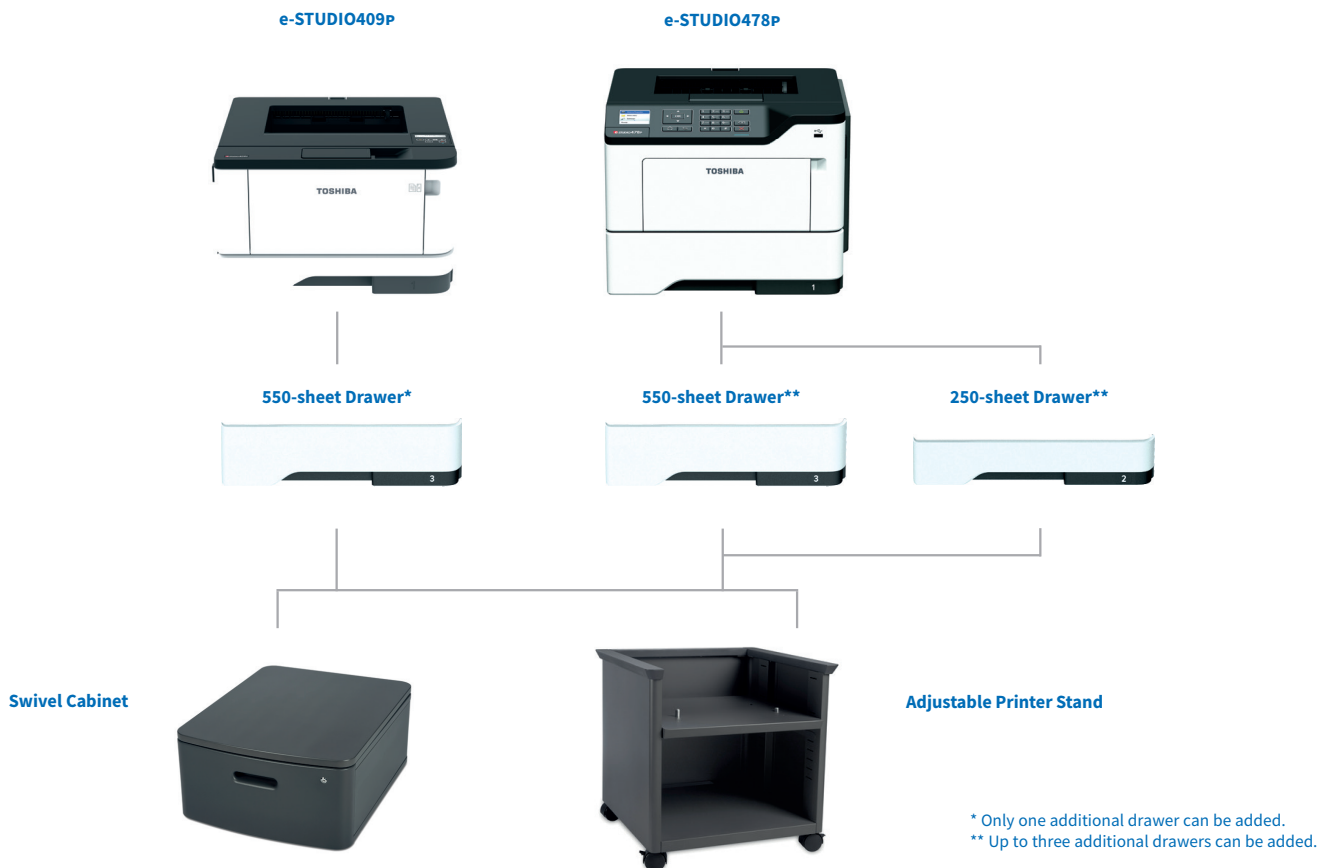 e-STUDIO409P
e-STUDIO478P
TOSHIBA
TOSHIBA
1
550-sheet Drawer*
550-sheet Drawer**
250-sheet Drawer**
3
3
2
Swivel Cabinet
Adjustable Printer Stand
* Only one additional drawer can be added.
** Up to three additional drawers can be added.